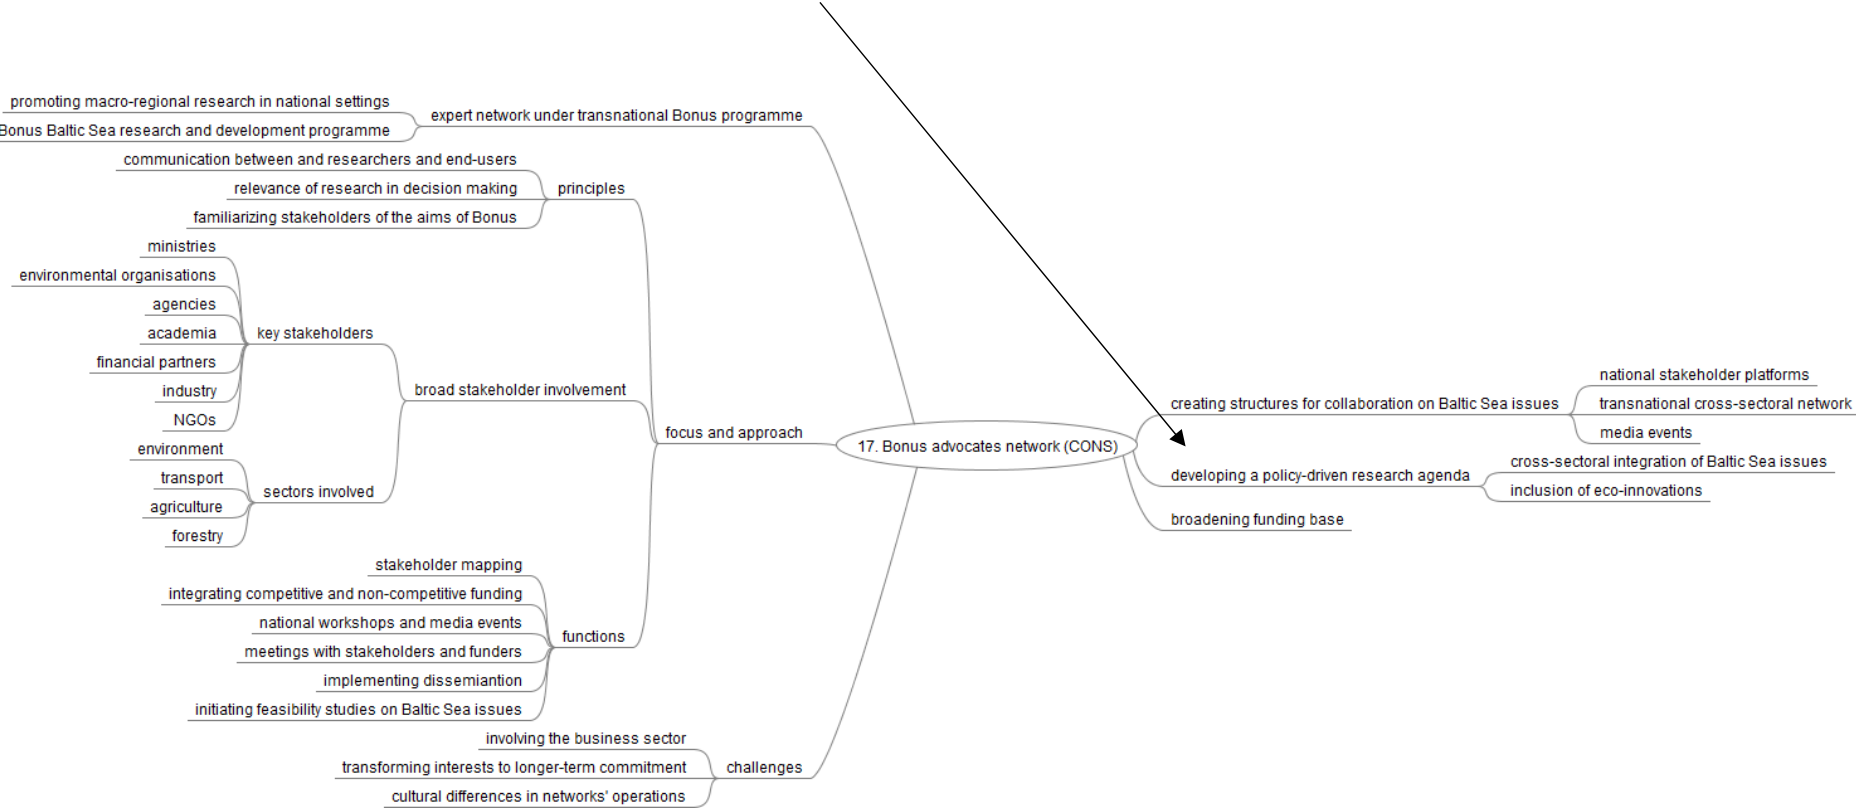 promoting macro-regional research in national settings
Bonus Baltic Sea research and development programme
expert network under transnational Bonus programme
communication between and researchers and end-users
relevance of research in decision making
familiarizing stakeholders of the aims of Bonus
principles
ministries
environmental organisations
agencies
academia
financial partners
industry
NGOs
key stakeholders
environment
transport
agriculture
forestry
sectors involved
broad stakeholder involvement
stakeholder mapping
integrating competitive and non-competitive funding
national workshops and media events
meetings with stakeholders and funders
implementing dissemiantion
initiating feasibility studies on Baltic Sea issues
functions
focus and approach
involving the business sector
transforming interests to longer-term commitment
cultural differences in networks' operations
challenges
17. Bonus advocates network (CONS)
creating structures for collaboration on Baltic Sea issues
national stakeholder platforms
transnational cross-sectoral network
media events
developing a policy-driven research agenda
cross-sectoral integration of Baltic Sea issues
inclusion of eco-innovations
broadening funding base